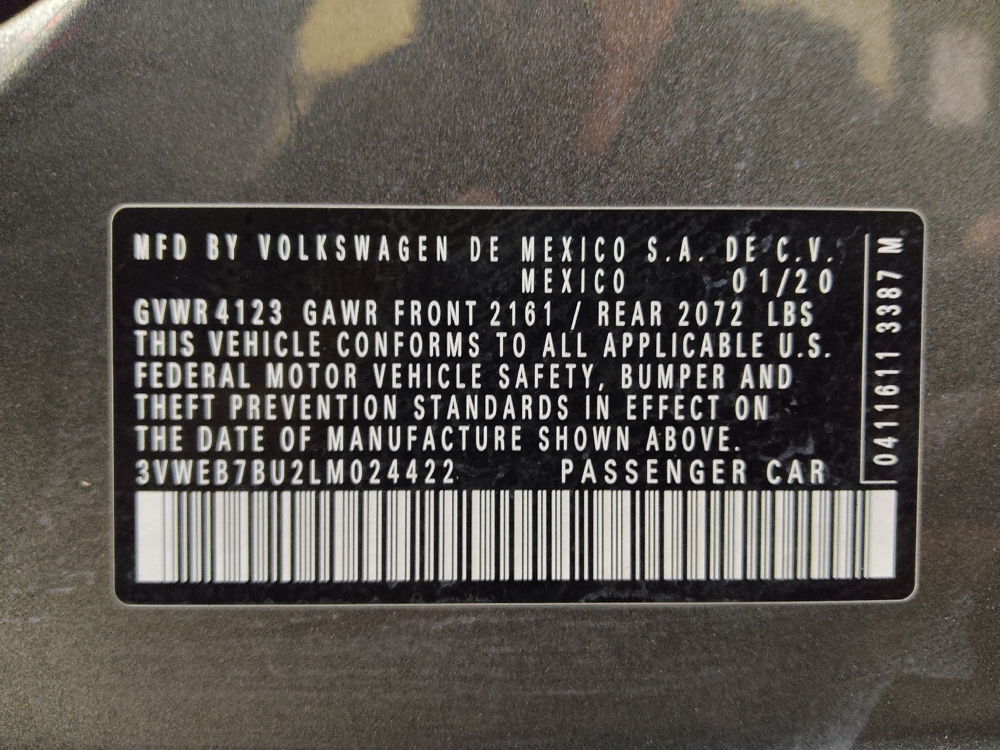 MFD BY VOLKSWAGEN DE MEXICO S.A. DE C.V.
MEXICO 01/20
GVWR 4123 GAWR FRONT 2161 / REAR 2072 LBS
THIS VEHICLE CONFORMS TO ALL APPLICABLE U.S.
FEDERAL MOTOR VEHICLE SAFETY, BUMPER AND
THEFT PREVENTION STANDARDS IN EFFECT ON
THE DATE OF MANUFACTURE SHOWN ABOVE.
3VWEB7BU2LM024422 PASSENGER CAR
0411611 3387 M